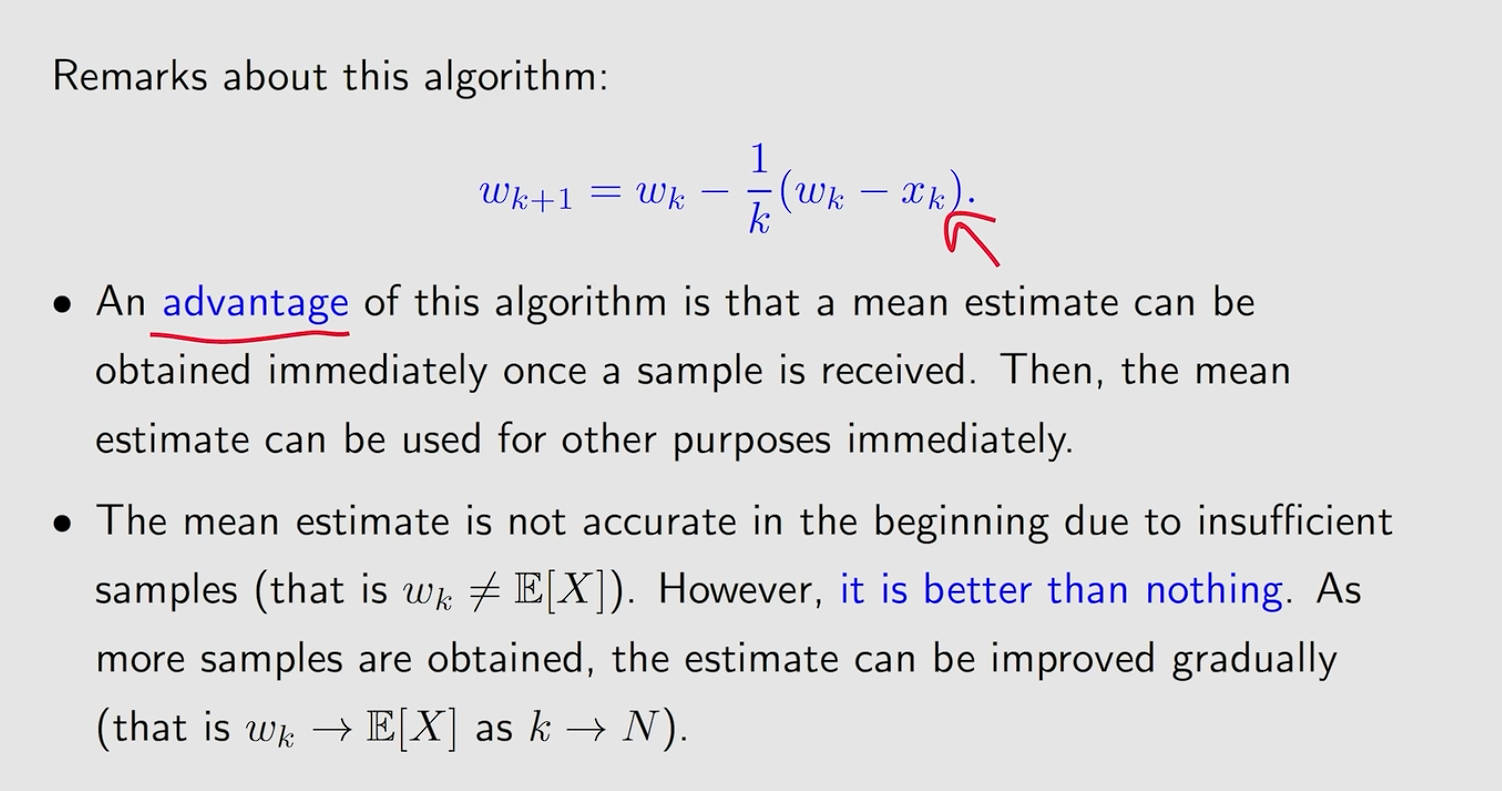 Remarks about this algorithm:
$w_{k+1} = w_k - \frac{1}{k}(w_k - x_k).$
• An advantage of this algorithm is that a mean estimate can be
obtained immediately once a sample is received. Then, the mean
estimate can be used for other purposes immediately.
• The mean estimate is not accurate in the beginning due to insufficient
samples (that is $w_k \neq \mathbb{E}[X]$). However, it is better than nothing. As
more samples are obtained, the estimate can be improved gradually
(that is $w_k \to \mathbb{E}[X]$ as $k \to N$).